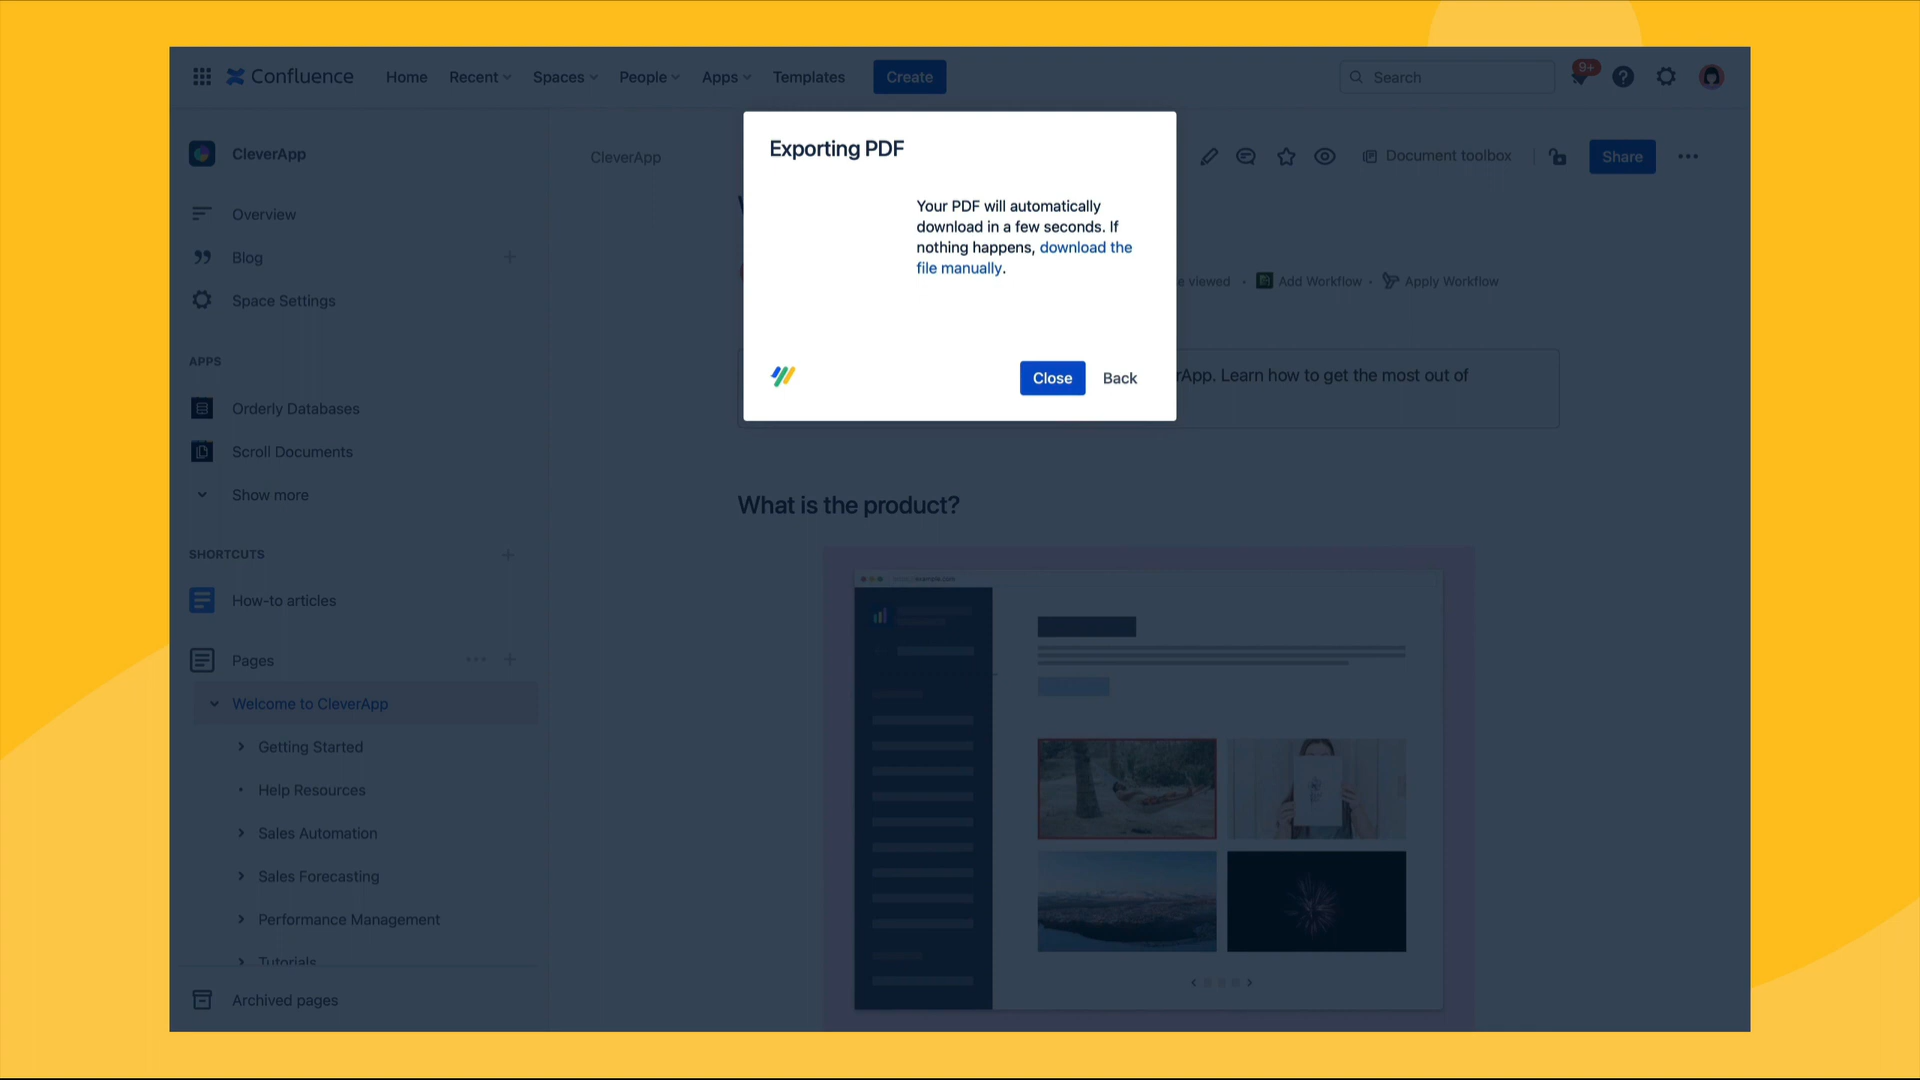 Confluence
Home
Recent
Spaces
People
Apps
Templates
Create
Search
9+
CleverApp
Overview
Blog
Space Settings
APPS
Orderly Databases
Scroll Documents
Show more
SHORTCUTS
How-to articles
Pages
Welcome to CleverApp
Getting Started
Help Resources
Sales Automation
Sales Forecasting
Performance Management
Tutorials
Archived pages
CleverApp
Document toolbox
Share
Exporting PDF
Your PDF will automatically
download in a few seconds. If
nothing happens, download the
file manually.
Close
Back
viewed
Add Workflow
Apply Workflow
App. Learn how to get the most out of
What is the product?